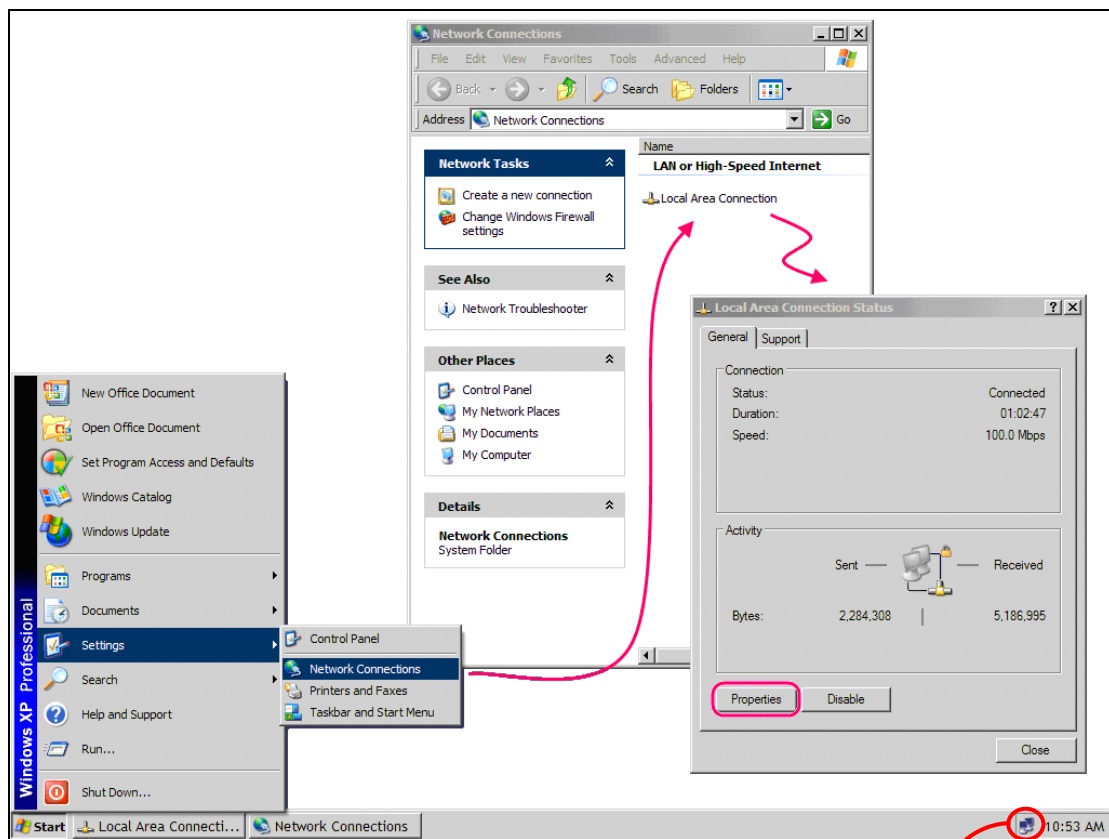 Network Connections
File Edit View Favorites Tools Advanced Help
Back Search Folders
Address Network Connections Go
Network Tasks
Create a new connection
Change Windows Firewall
settings
See Also
Network Troubleshooter
Other Places
Control Panel
My Network Places
My Documents
My Computer
Details
Network Connections
System Folder
Name
LAN or High-Speed Internet
Local Area Connection
Local Area Connection Status
General Support
Connection
Status: Connected
Duration: 01:02:47
Speed: 100.0 Mbps
Activity
Sent — — Received
Bytes: 2,284,308 | 5,186,995
Properties Disable
Close
Windows XP Professional
New Office Document
Open Office Document
Set Program Access and Defaults
Windows Catalog
Windows Update
Programs
Documents
Settings
Search
Help and Support
Run...
Shut Down...
Control Panel
Network Connections
Printers and Faxes
Taskbar and Start Menu
Start Local Area Connecti... Network Connections 10:53 AM